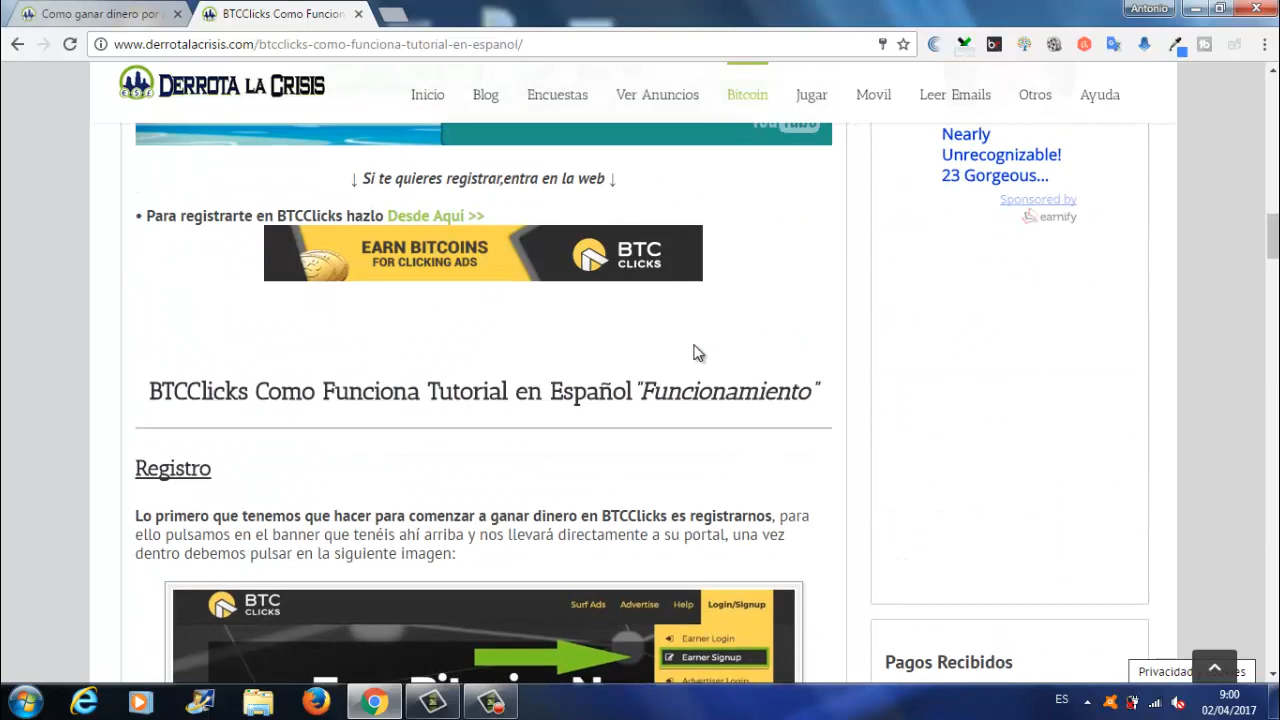 Como ganar dinero por
BTCClicks Como Funcion
Antonio
www.derrotalacrisis.com/btcclicks-como-funciona-tutorial-en-espanol/
DERROTA LA CRISIS
Inicio Blog Encuestas Ver Anuncios Bitcoin Jugar Movil Leer Emails Otros Ayuda
YouTube
Nearly
Unrecognizable!
23 Gorgeous...
Sponsored by
earnify
↓ Si te quieres registrar,entra en la web ↓
• Para registrarte en BTCClicks hazlo Desde Aqui >>
EARN BITCOINS
FOR CLICKING ADS
BTC
CLICKS
BTCClicks Como Funciona Tutorial en Español "Funcionamiento"
Registro
Lo primero que tenemos que hacer para comenzar a ganar dinero en BTCClicks es registrarnos, para
ello pulsamos en el banner que tenéis ahí arriba y nos llevará directamente a su portal, una vez
dentro debemos pulsar en la siguiente imagen:
BTC
CLICKS
Surf Ads Advertise Help Login/Signup
Earner Login
Earner Signup
Advertiser Login
Pagos Recibidos
Privacidad y Cookies
ES
9:00
02/04/2017